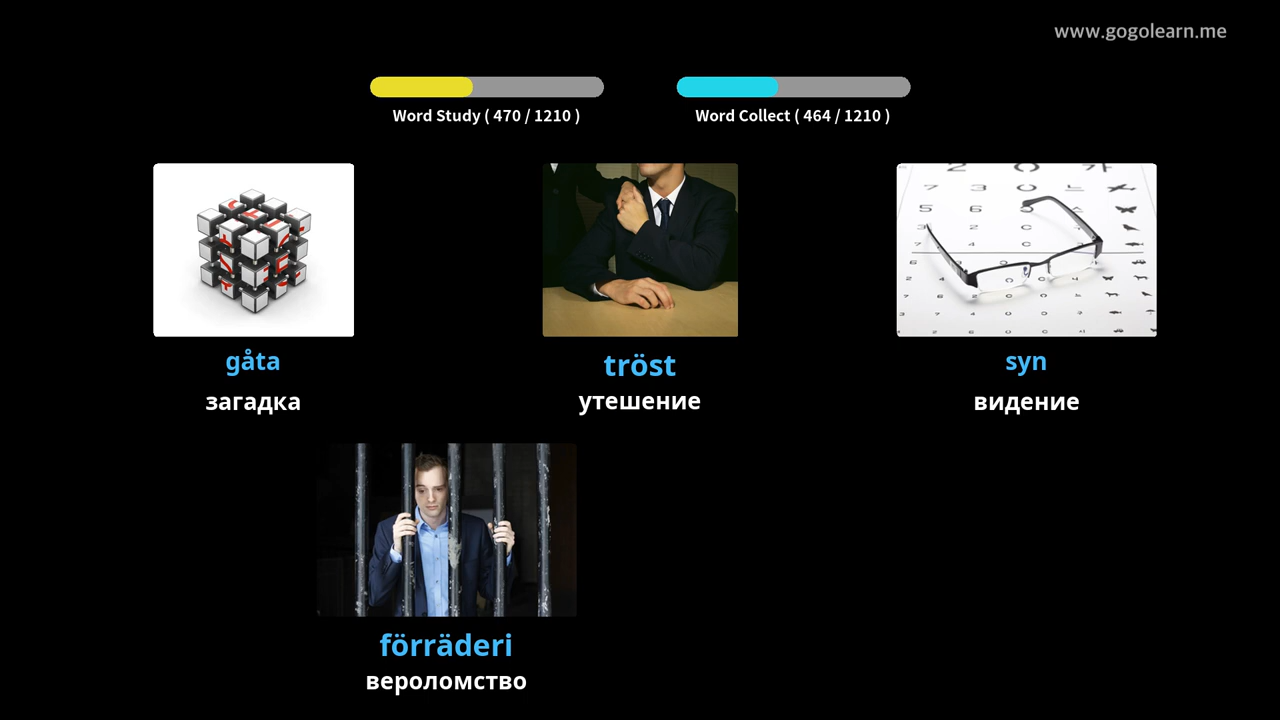 www.gogolearn.me
Word Study ( 470 / 1210 )
Word Collect ( 464 / 1210 )
gåta
tröst
syn
загадка
утешение
видение
förräderi
вероломство